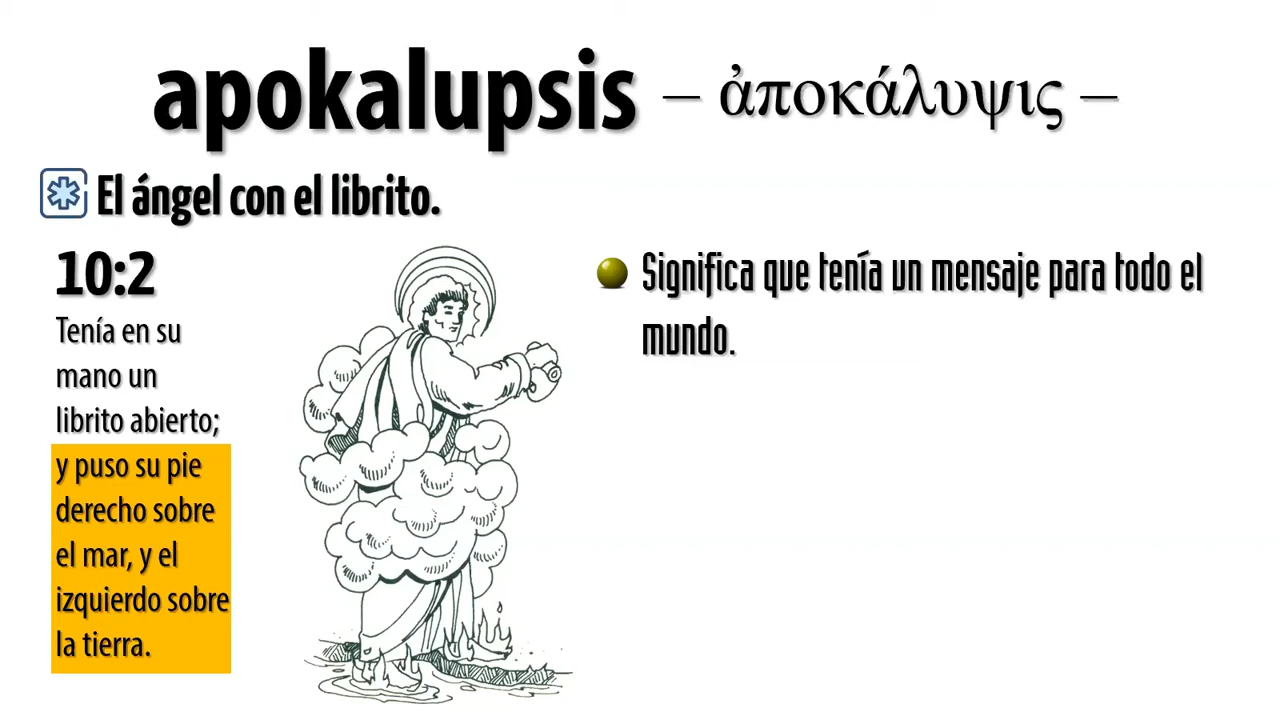 apokalupsis – ἀποκάλυψις –
El ángel con el librito.
10:2
Tenía en su
mano un
librito abierto;
y puso su pie
derecho sobre
el mar, y el
izquierdo sobre
la tierra.
Significa que tenía un mensaje para todo el
mundo.